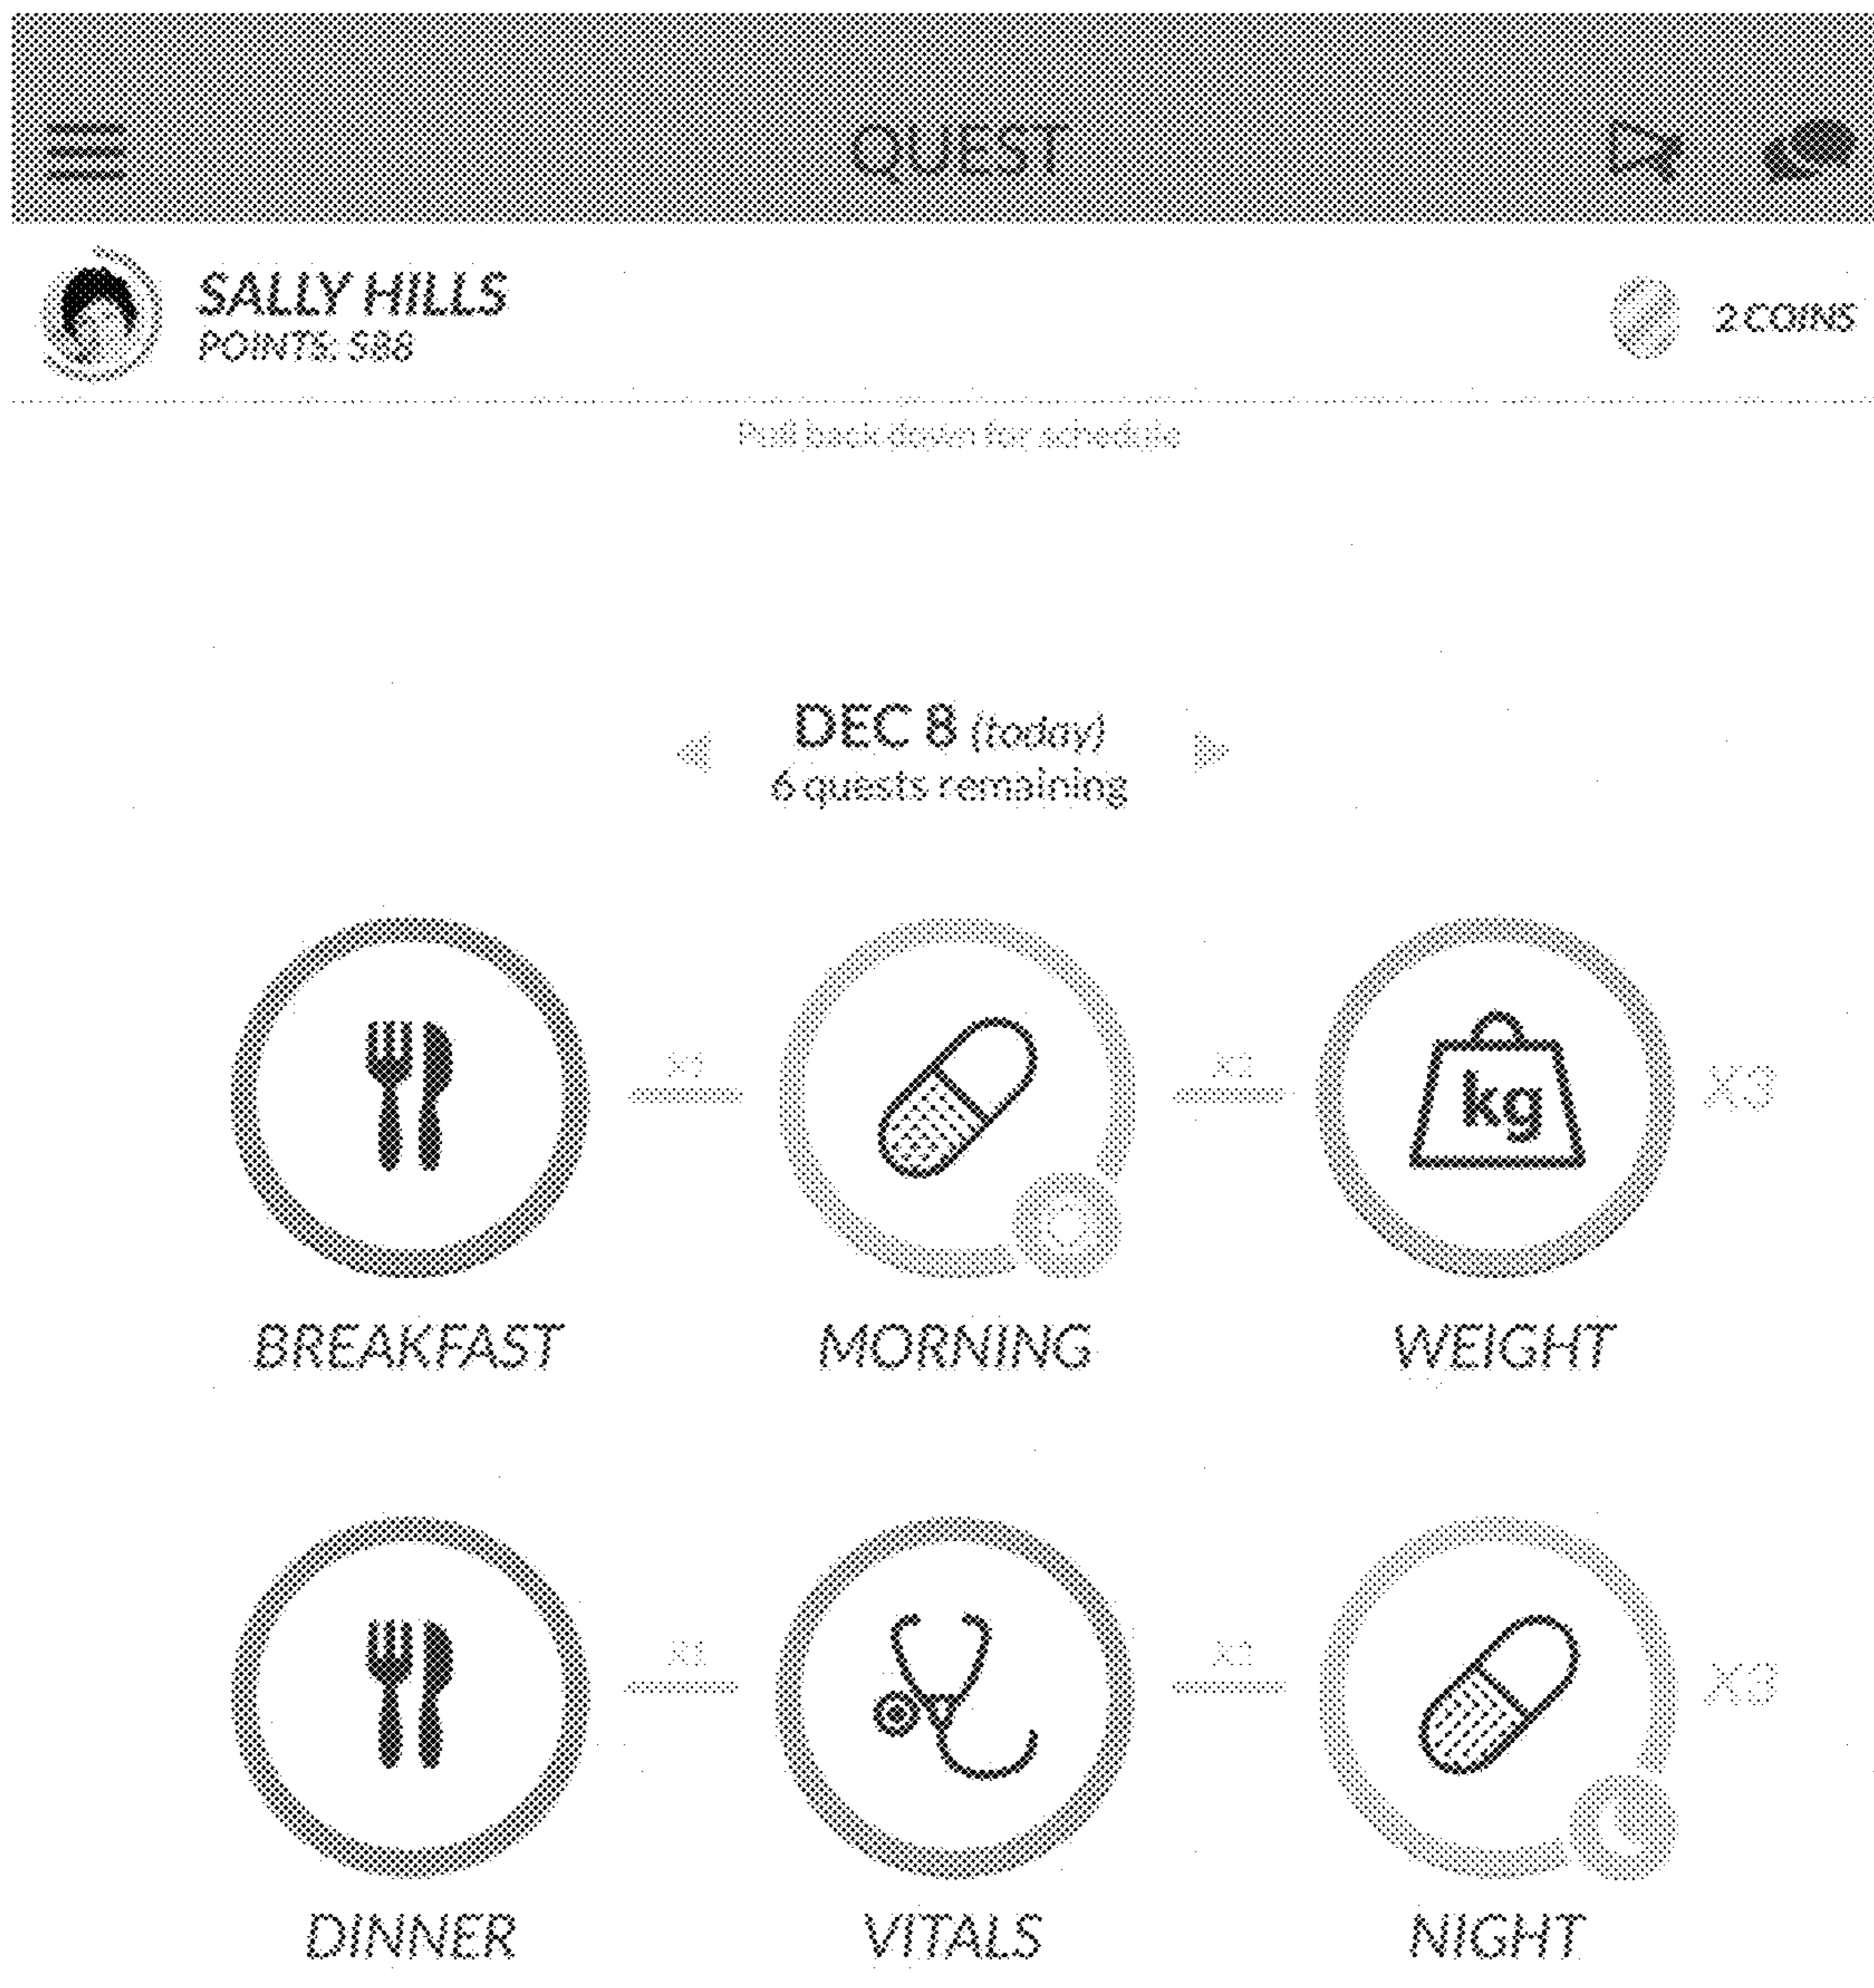 QUEST
SALLY HILLS
POINTS: 588
2 COINS
Pull back down for schedule
DEC 8 (today)
6 quests remaining
kg
X3
BREAKFAST
MORNING
WEIGHT
X1
X3
DINNER
VITALS
NIGHT